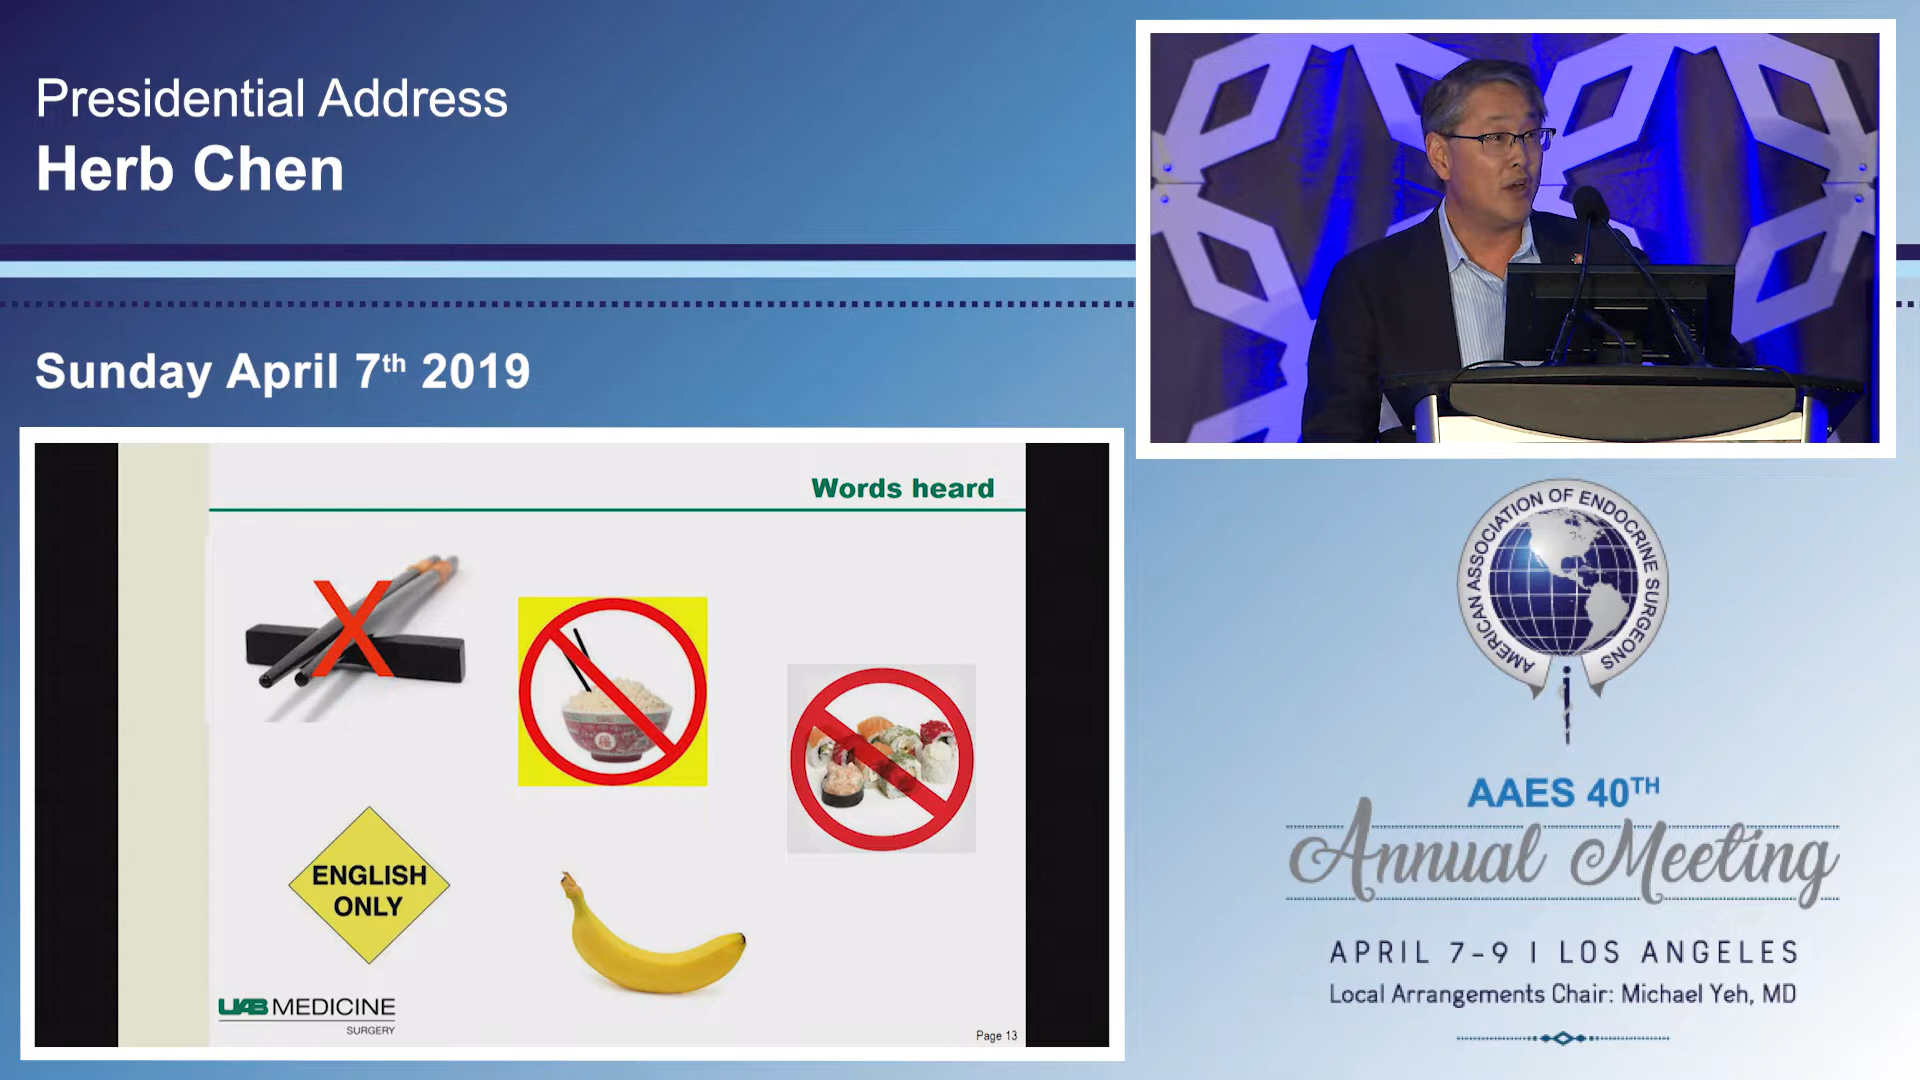 Presidential Address
Herb Chen
Sunday April 7th 2019
Words heard
X
ENGLISH
ONLY
UAB MEDICINE
SURGERY
Page 13
AMERICAN ASSOCIATION OF ENDOCRINE SURGEONS
AAES 40TH
Annual Meeting
APRIL 7-9 | LOS ANGELES
Local Arrangements Chair: Michael Yeh, MD